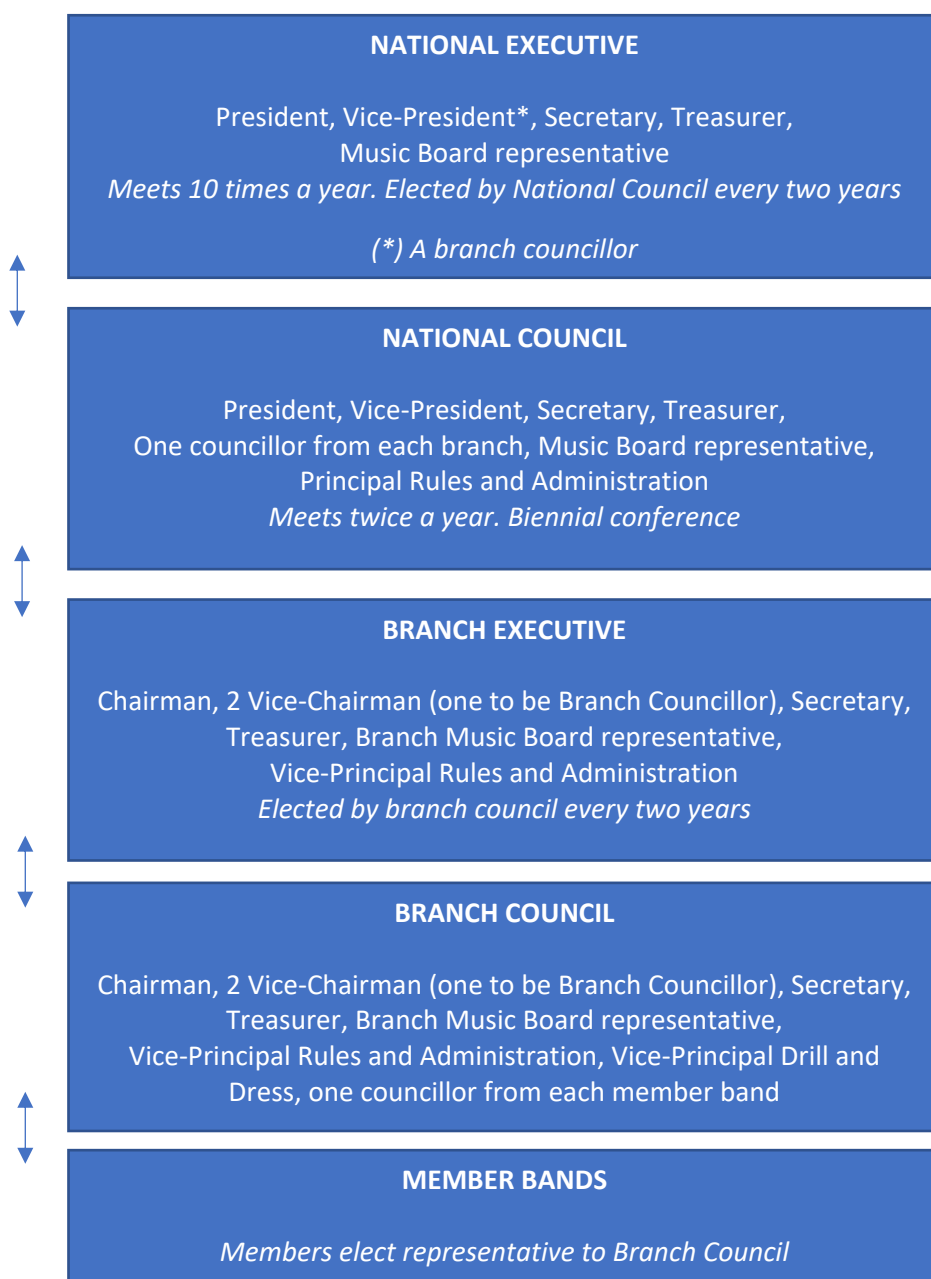 NATIONAL EXECUTIVE
President, Vice-President*, Secretary, Treasurer,
Music Board representative
Meets 10 times a year. Elected by National Council every two years
(*) A branch councillor
NATIONAL COUNCIL
President, Vice-President, Secretary, Treasurer,
One councillor from each branch, Music Board representative,
Principal Rules and Administration
Meets twice a year. Biennial conference
BRANCH EXECUTIVE
Chairman, 2 Vice-Chairman (one to be Branch Councillor), Secretary,
Treasurer, Branch Music Board representative,
Vice-Principal Rules and Administration
Elected by branch council every two years
BRANCH COUNCIL
Chairman, 2 Vice-Chairman (one to be Branch Councillor), Secretary,
Treasurer, Branch Music Board representative,
Vice-Principal Rules and Administration, Vice-Principal Drill and
Dress, one councillor from each member band
MEMBER BANDS
Members elect representative to Branch Council